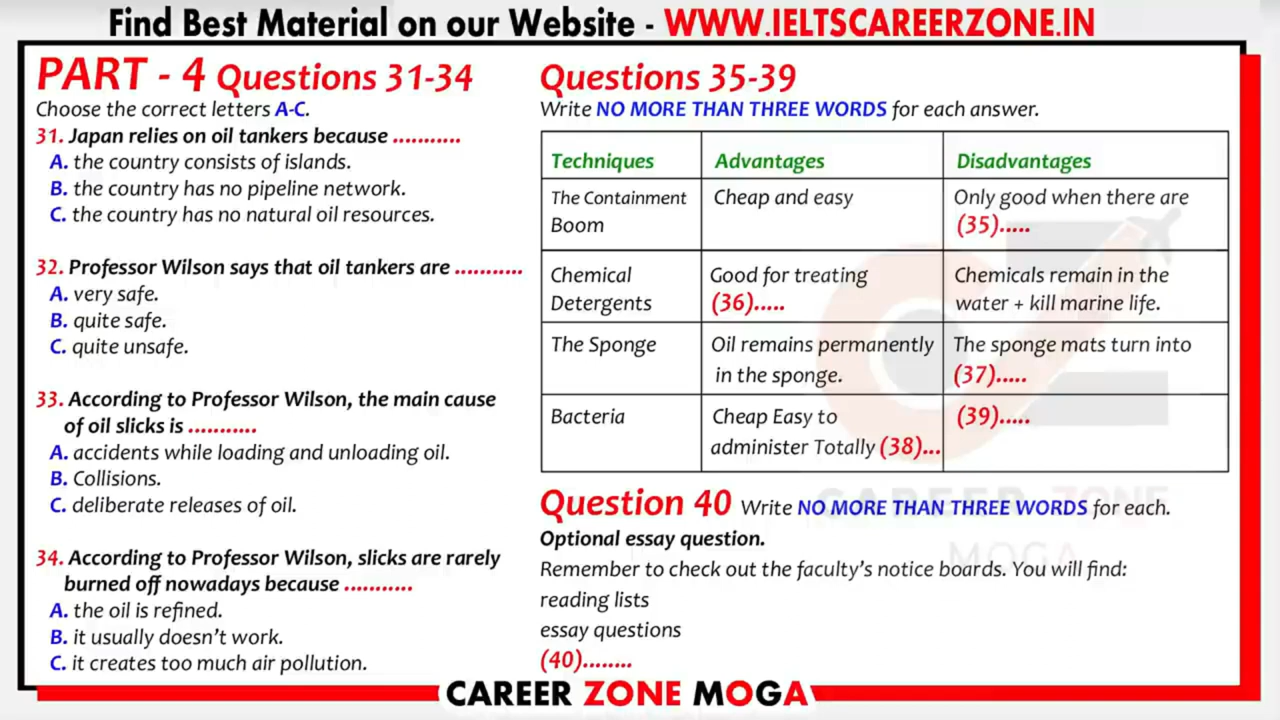 Find Best Material on our Website - WWW.IELTSCAREERZONE.IN
PART - 4 Questions 31-34
Choose the correct letters A-C.
31. Japan relies on oil tankers because ...........
A. the country consists of islands.
B. the country has no pipeline network.
C. the country has no natural oil resources.
32. Professor Wilson says that oil tankers are ...........
A. very safe.
B. quite safe.
C. quite unsafe.
33. According to Professor Wilson, the main cause
of oil slicks is ...........
A. accidents while loading and unloading oil.
B. Collisions.
C. deliberate releases of oil.
34. According to Professor Wilson, slicks are rarely
burned off nowadays because ...........
A. the oil is refined.
B. it usually doesn't work.
C. it creates too much air pollution.
Questions 35-39
Write NO MORE THAN THREE WORDS for each answer.
Techniques Advantages Disadvantages
The Containment Cheap and easy Only good when there are
Boom (35).....
Chemical Good for treating Chemicals remain in the
Detergents (36)..... water + kill marine life.
The Sponge Oil remains permanently The sponge mats turn into
in the sponge. (37).....
Bacteria Cheap Easy to (39).....
administer Totally (38)...
Question 40 Write NO MORE THAN THREE WORDS for each.
Optional essay question.
Remember to check out the faculty's notice boards. You will find:
reading lists
essay questions
(40)........
CAREER ZONE
MOGA
CAREER ZONE MOGA